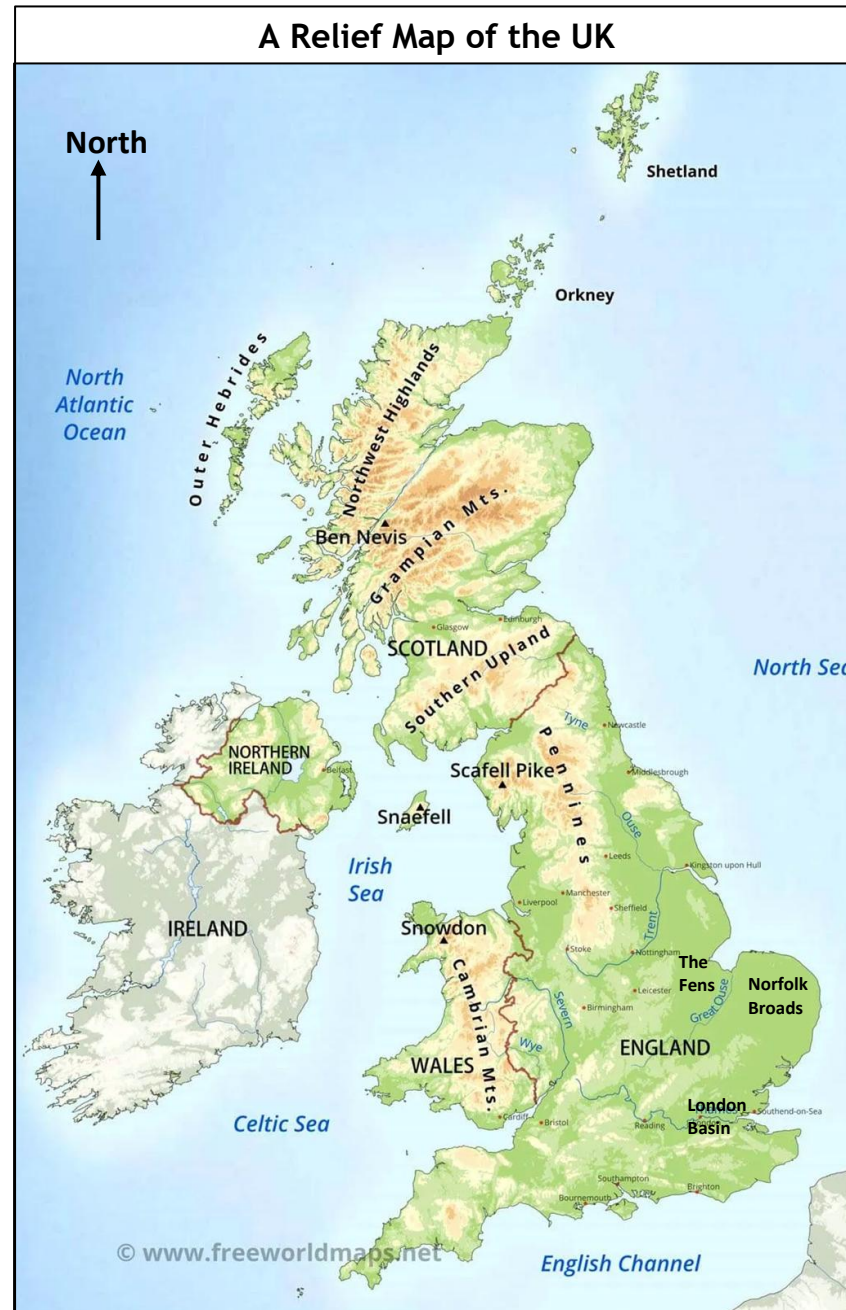 A Relief Map of the UK
North
Shetland
Orkney
North
Atlantic
Ocean
Outer Hebrides
Northwest Highlands
Ben Nevis
Grampian Mts.
Glasgow
Edinburgh
SCOTLAND
Southern Upland
North Sea
Tyne
Newcastle
NORTHERN
IRELAND
Belfast
Pennines
Scafell Pike
Middlesbrough
Snaefell
Ouse
Irish
Sea
Leeds
Kingston upon Hull
Manchester
Liverpool
Sheffield
IRELAND
Snowdon
Trent
Stoke
Nottingham
The
Fens
Norfolk
Broads
Cambrian Mts.
Severn
Leicester
Birmingham
Great Ouse
Wye
ENGLAND
WALES
London
Basin
Southend-on-Sea
Celtic Sea
Cardiff
Bristol
Reading
Southampton
Bournemouth
Brighton
© www.freeworldmaps.net
English Channel